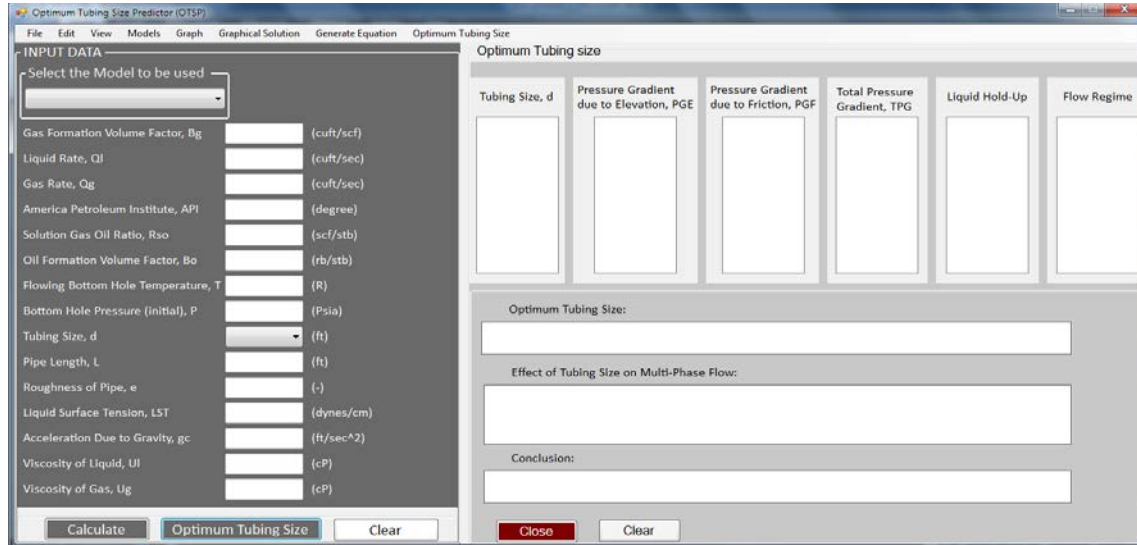 Optimum Tubing Size Predictor (OTSP)
File Edit View Models Graph Graphical Solution Generate Equation Optimum Tubing Size
INPUT DATA
Select the Model to be used
Gas Formation Volume Factor, Bg (cuft/scf)
Liquid Rate, Ql (cuft/sec)
Gas Rate, Qg (cuft/sec)
America Petroleum Institute, API (degree)
Solution Gas Oil Ratio, Rso (scf/stb)
Oil Formation Volume Factor, Bo (rb/stb)
Flowing Bottom Hole Temperature, T (R)
Bottom Hole Pressure (initial), P (Psia)
Tubing Size, d (ft)
Pipe Length, L (ft)
Roughness of Pipe, e (-)
Liquid Surface Tension, LST (dynes/cm)
Acceleration Due to Gravity, gc (ft/sec^2)
Viscosity of Liquid, Ul (cP)
Viscosity of Gas, Ug (cP)
Calculate Optimum Tubing Size Clear
Optimum Tubing size
Tubing Size, d
Pressure Gradient
due to Elevation, PGE
Pressure Gradient
due to Friction, PGF
Total Pressure
Gradient, TPG
Liquid Hold-Up
Flow Regime
Optimum Tubing Size:
Effect of Tubing Size on Multi-Phase Flow:
Conclusion:
Close Clear